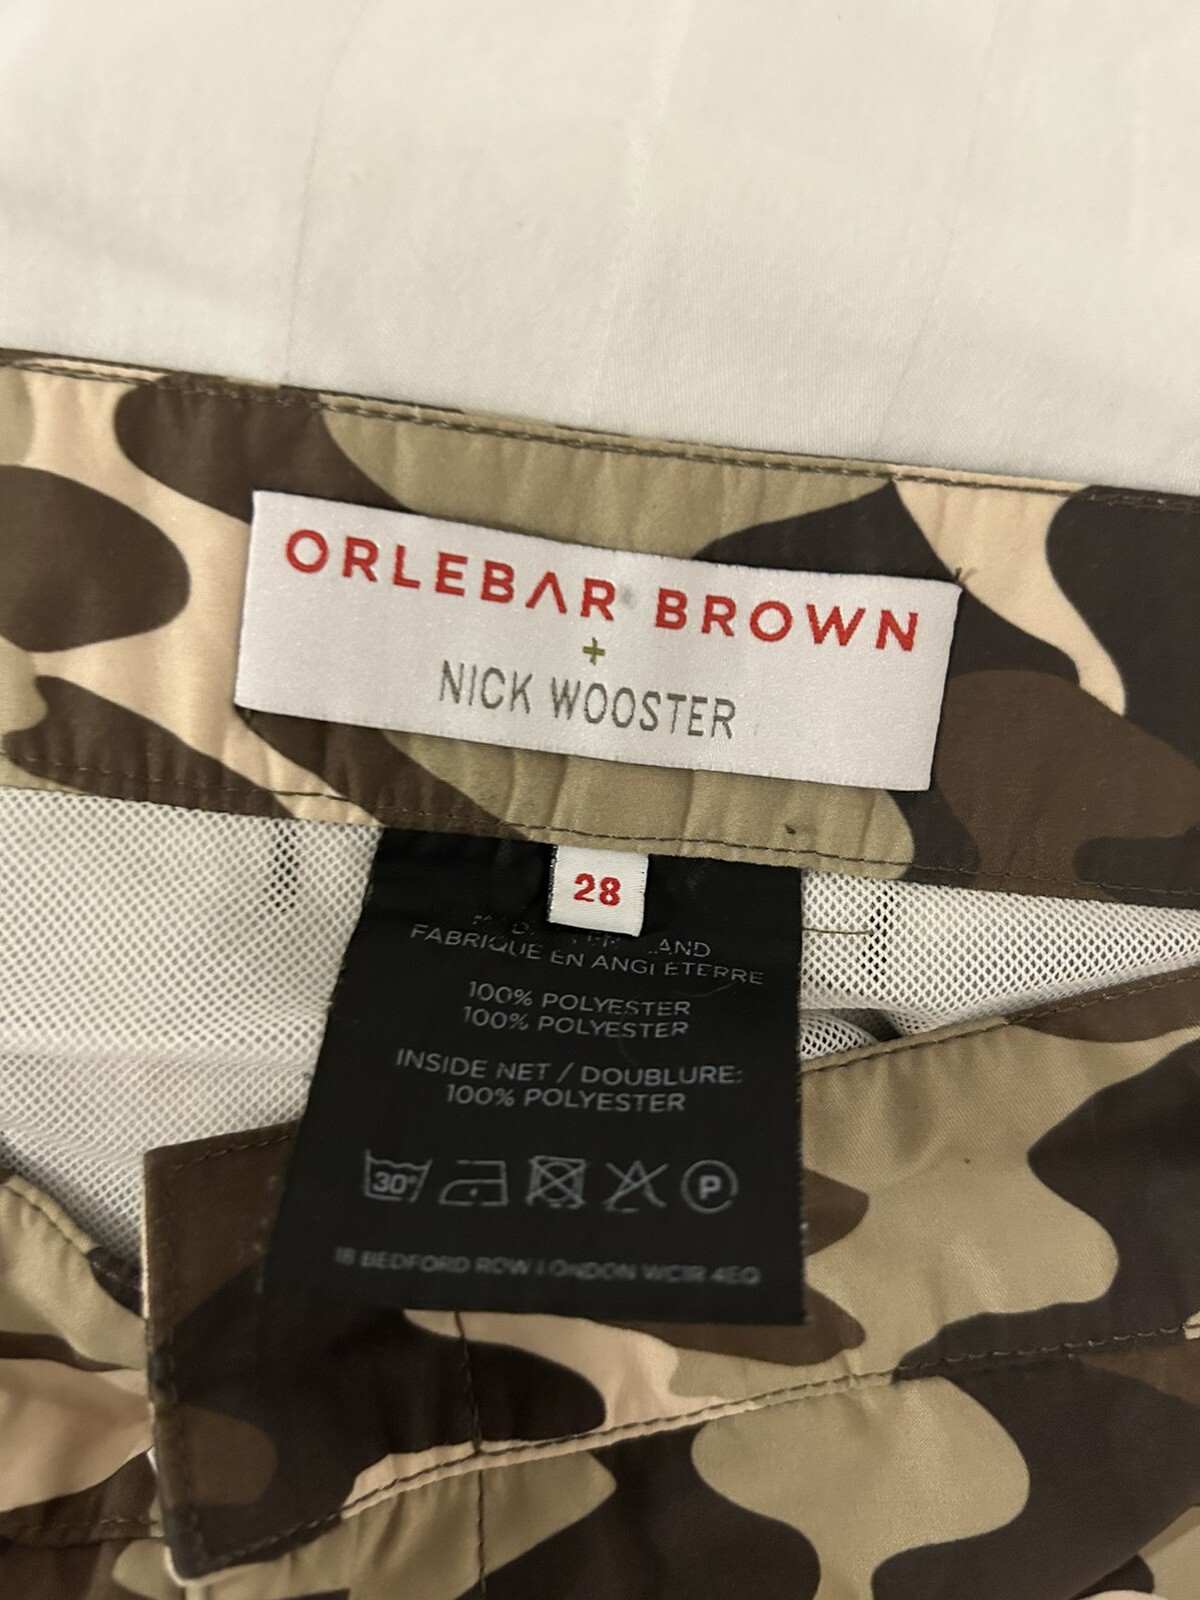 ORLEBAR BROWN
+
NICK WOOSTER
28
FABRIQUE EN ANGLETERRE
100% POLYESTER
100% POLYESTER
INSIDE NET / DOUBLURE:
100% POLYESTER
30°
P
18 BEDFORD ROW LONDON WC1R 4EQ